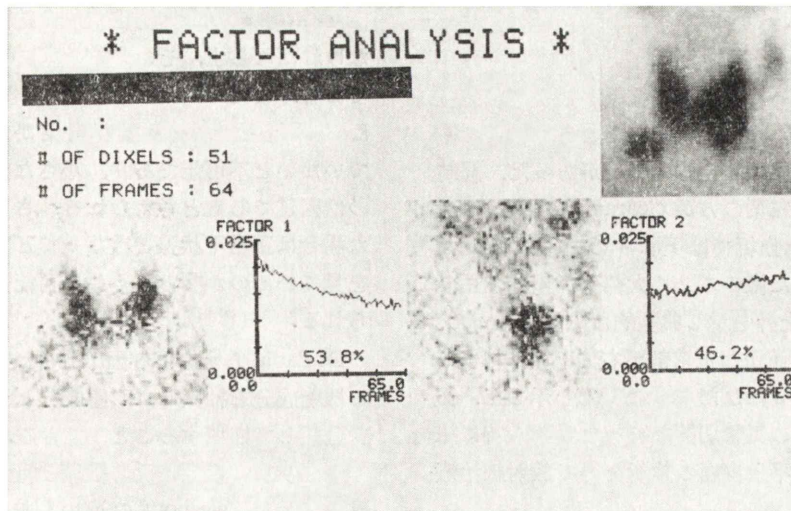 * FACTOR ANALYSIS *
No. :
# OF DIXELS : 51
# OF FRAMES : 64
FACTOR 1
0.025
0.000
53.8%
0.0
65.0
FRAMES
FACTOR 2
0.025
0.000
46.2%
0.0
65.0
FRAMES